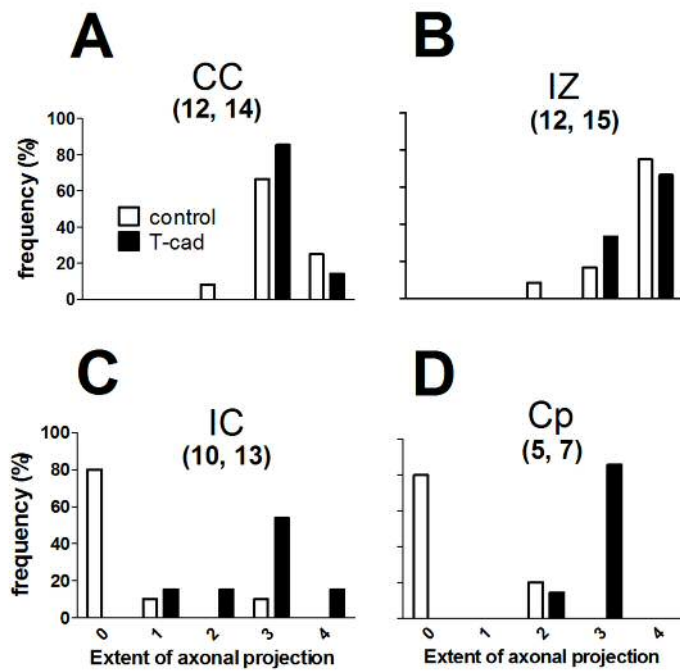 A
CC
(12, 14)
100
80
60
40
20
0
frequency (%)
control
T-cad
B
IZ
(12, 15)
C
IC
(10, 13)
80
60
40
20
0
frequency (%)
0 1 2 3 4
Extent of axonal projection
D
Cp
(5, 7)
0 1 2 3 4
Extent of axonal projection